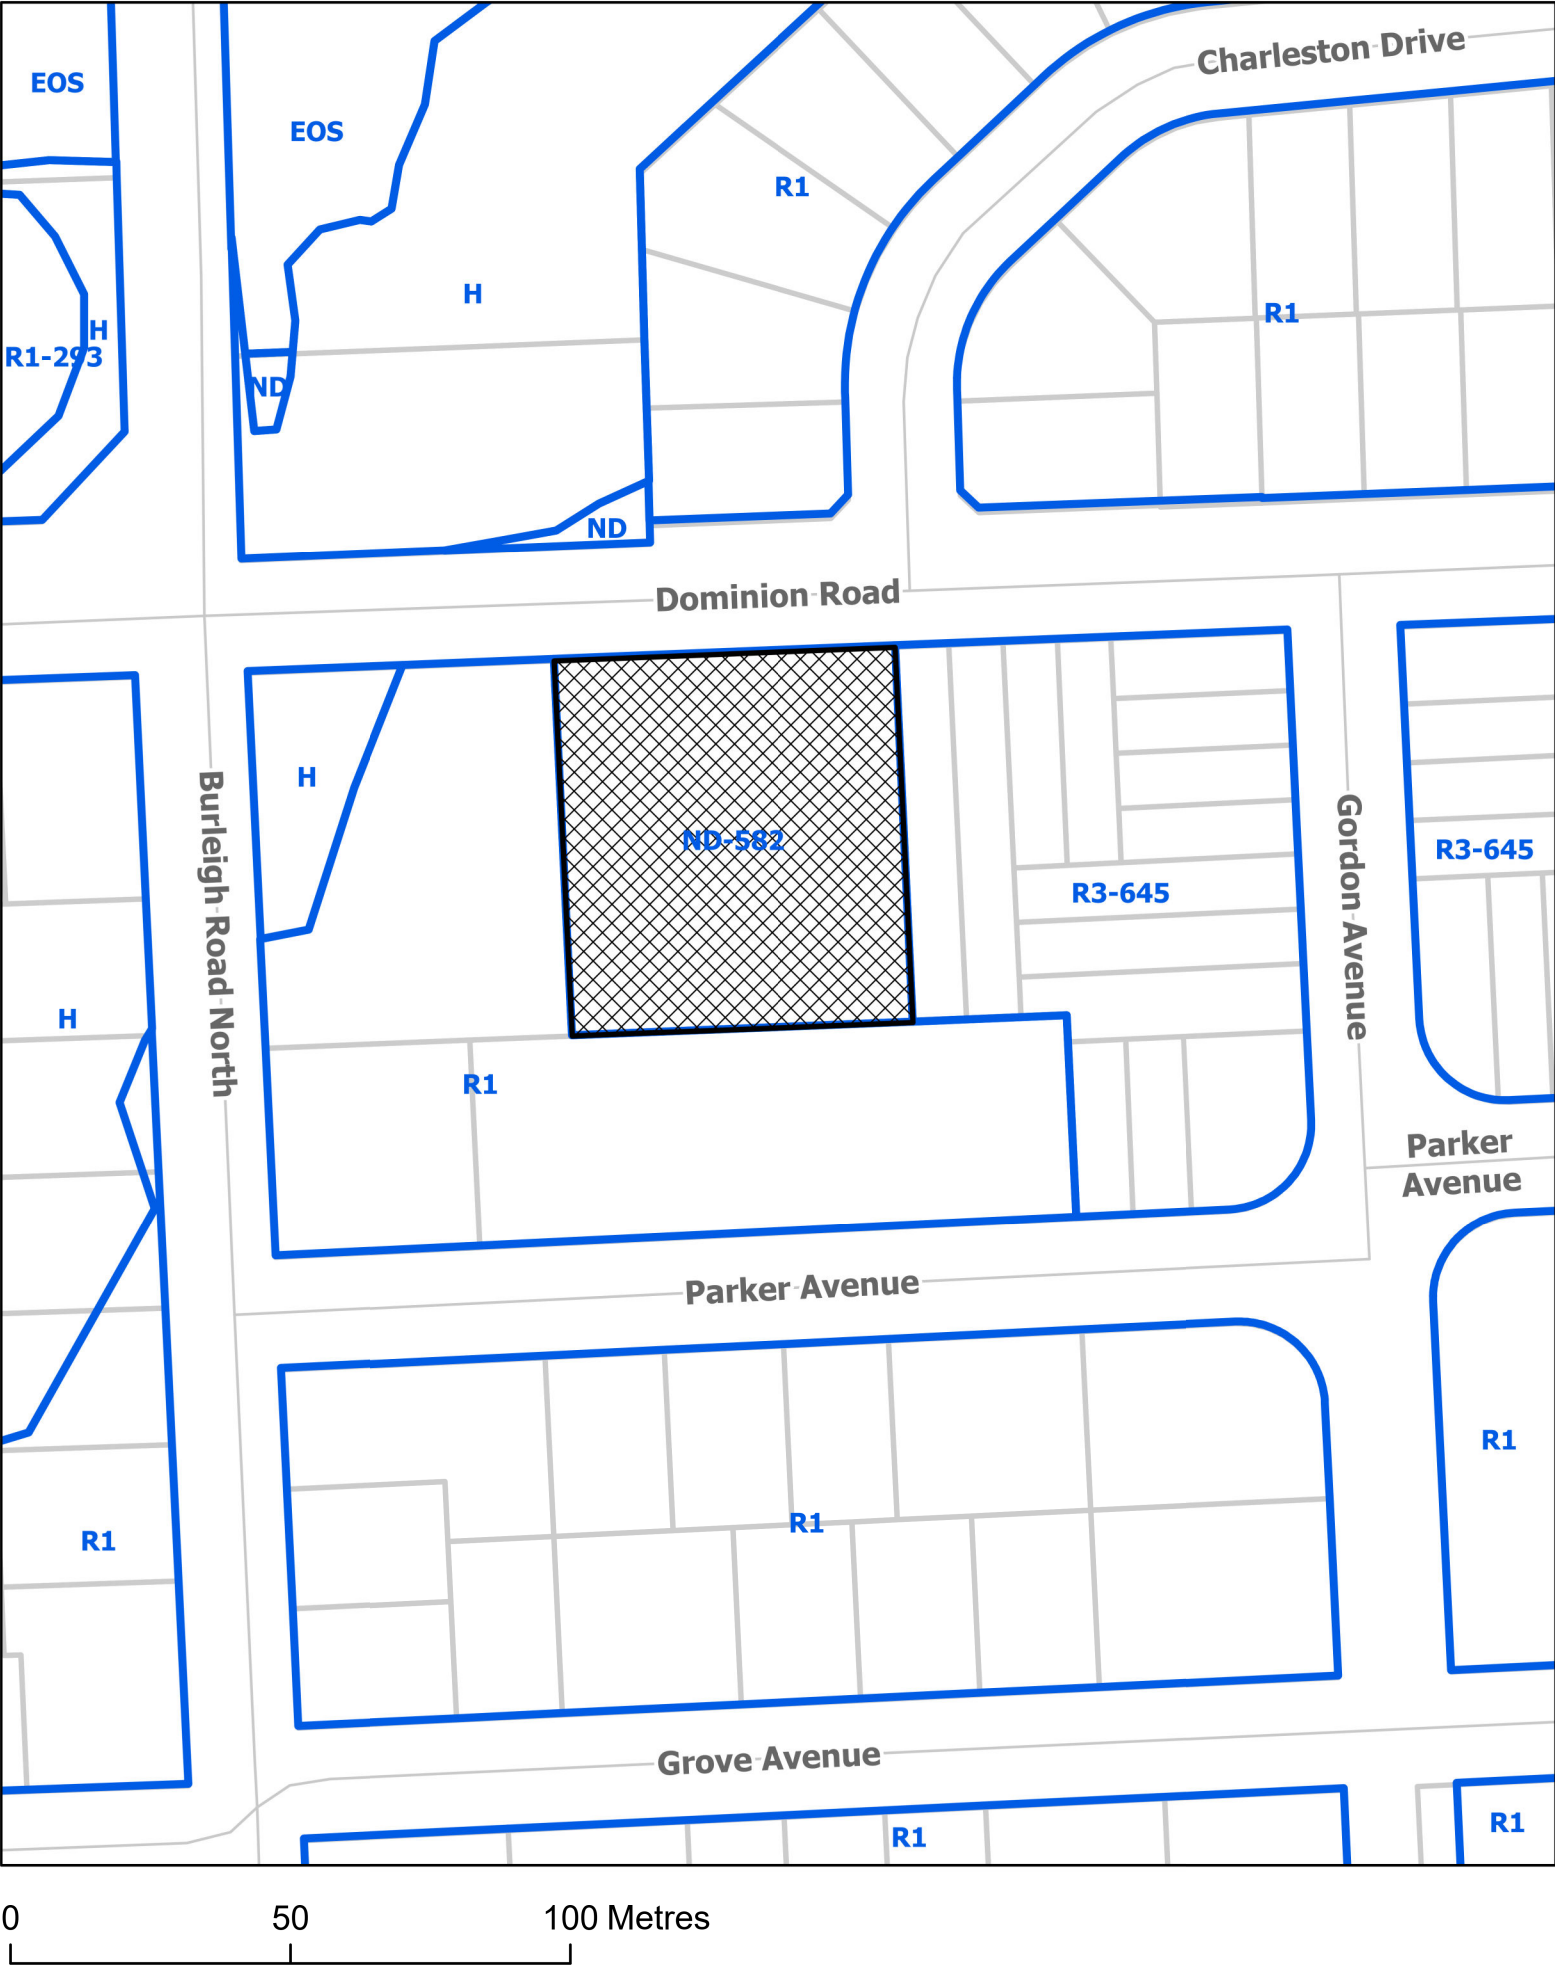 Charleston Drive
EOS
EOS
R1
H
R1
H
R1-293
ND
ND
Dominion Road
H
Burleigh Road North
ND-582
Gordon Avenue
R3-645
R3-645
H
R1
Parker
Avenue
Parker Avenue
R1
R1
R1
Grove Avenue
R1
R1
0 50 100 Metres